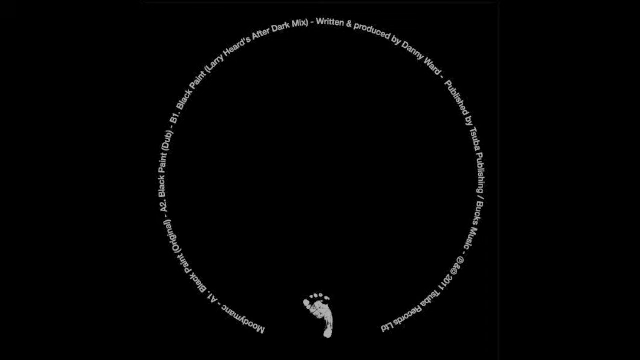 Moodymanc - A1. Black Paint (Original) - A2. Black Paint (Dub) - B1. Black Paint (Larry Heard's After Dark Mix) - Written & produced by Danny Ward - Published by Tsuba Publishing / Bucks Music - ℗&© 2011 Tsuba Records Ltd